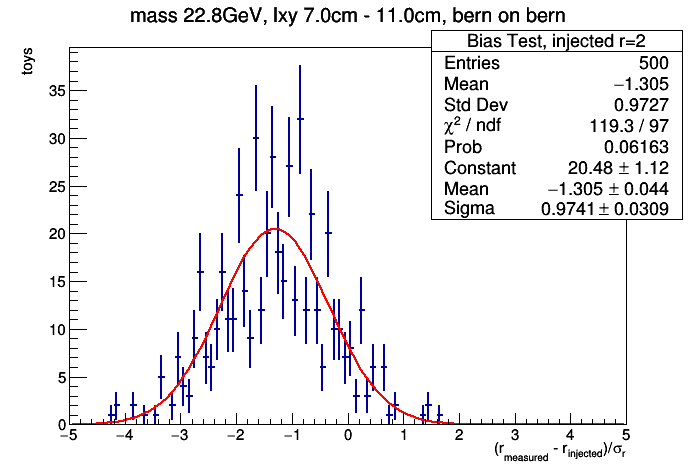 mass 22.8GeV, lxy 7.0cm - 11.0cm, bern on bern
toys
Bias Test, injected r=2
Entries 500
Mean −1.305
Std Dev 0.9727
χ² / ndf 119.3 / 97
Prob 0.06163
Constant 20.48 ± 1.12
Mean −1.305 ± 0.044
Sigma 0.9741 ± 0.0309
35
30
25
20
15
10
5
0
−5 −4 −3 −2 −1 0 1 2 3 4 5
(r_measured - r_injected)/σ_r